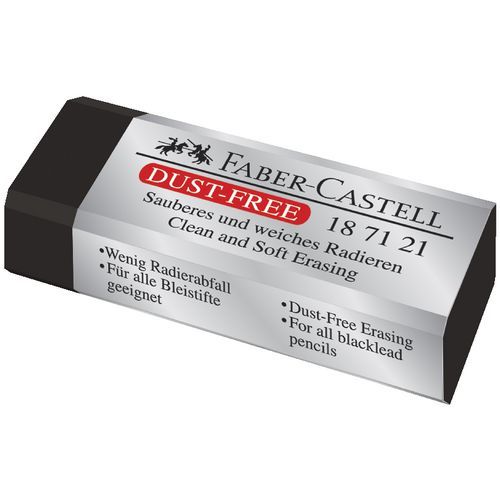 FABER-CASTELL
DUST-FREE
18 71 21
Sauberes und weiches Radieren
Clean and Soft Erasing
•Wenig Radierabfall
•Für alle Bleistifte
geeignet
•Dust-Free Erasing
•For all blacklead
pencils